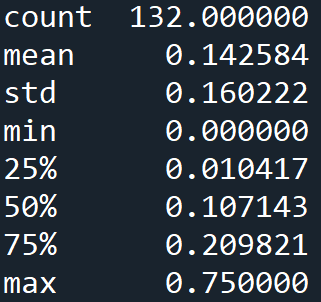 count 132.000000
mean 0.142584
std 0.160222
min 0.000000
25% 0.010417
50% 0.107143
75% 0.209821
max 0.750000